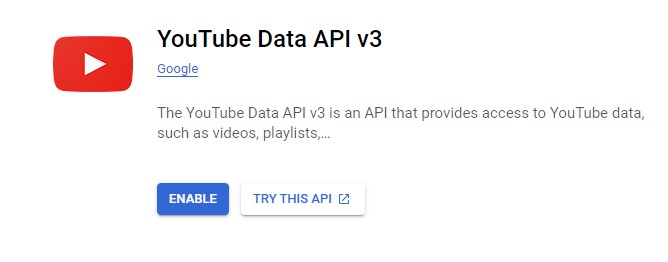 YouTube Data API v3
Google
The YouTube Data API v3 is an API that provides access to YouTube data,
such as videos, playlists,...
ENABLE
TRY THIS API